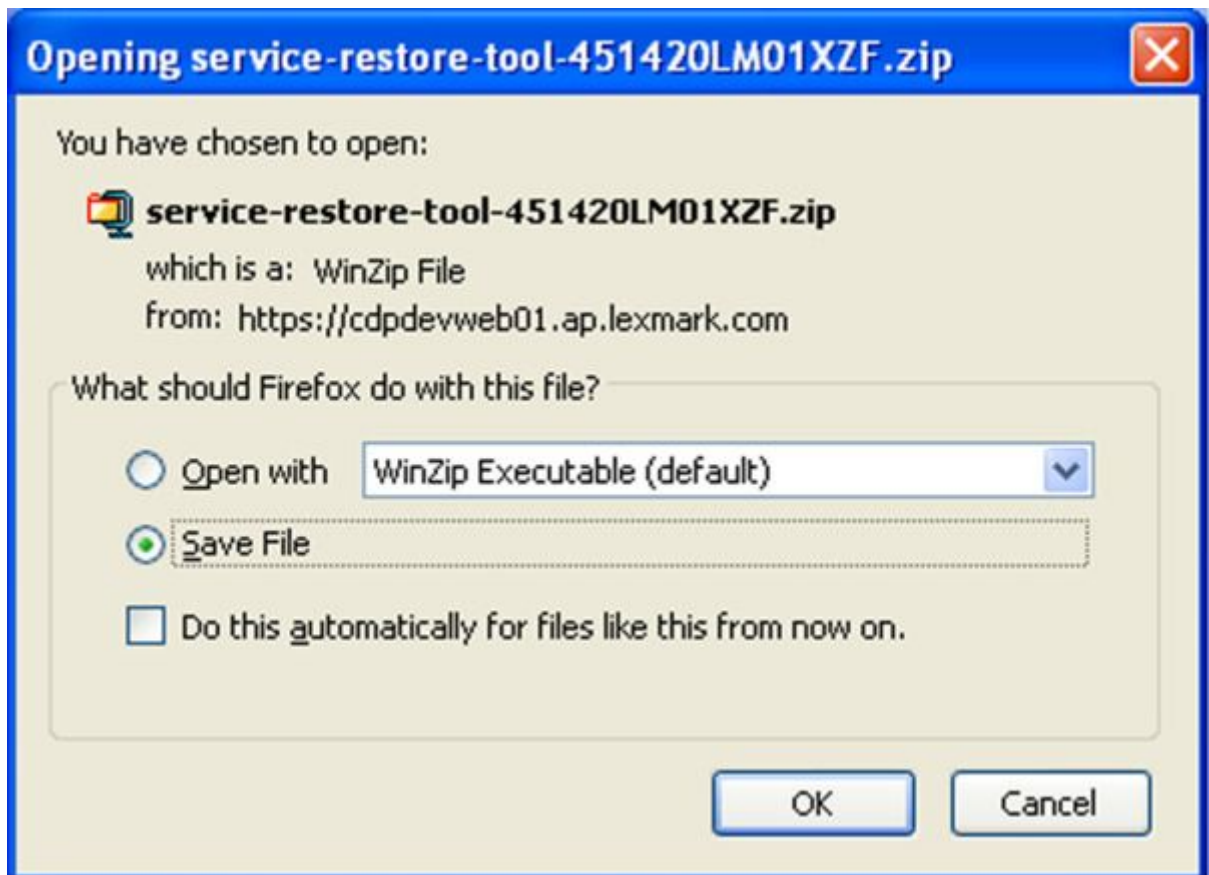 Opening service-restore-tool-451420LM01XZF.zip
You have chosen to open:
service-restore-tool-451420LM01XZF.zip
which is a: WinZip File
from: https://cdpdevweb01.ap.lexmark.com
What should Firefox do with this file?
Open with WinZip Executable (default)
Save File
Do this automatically for files like this from now on.
OK Cancel